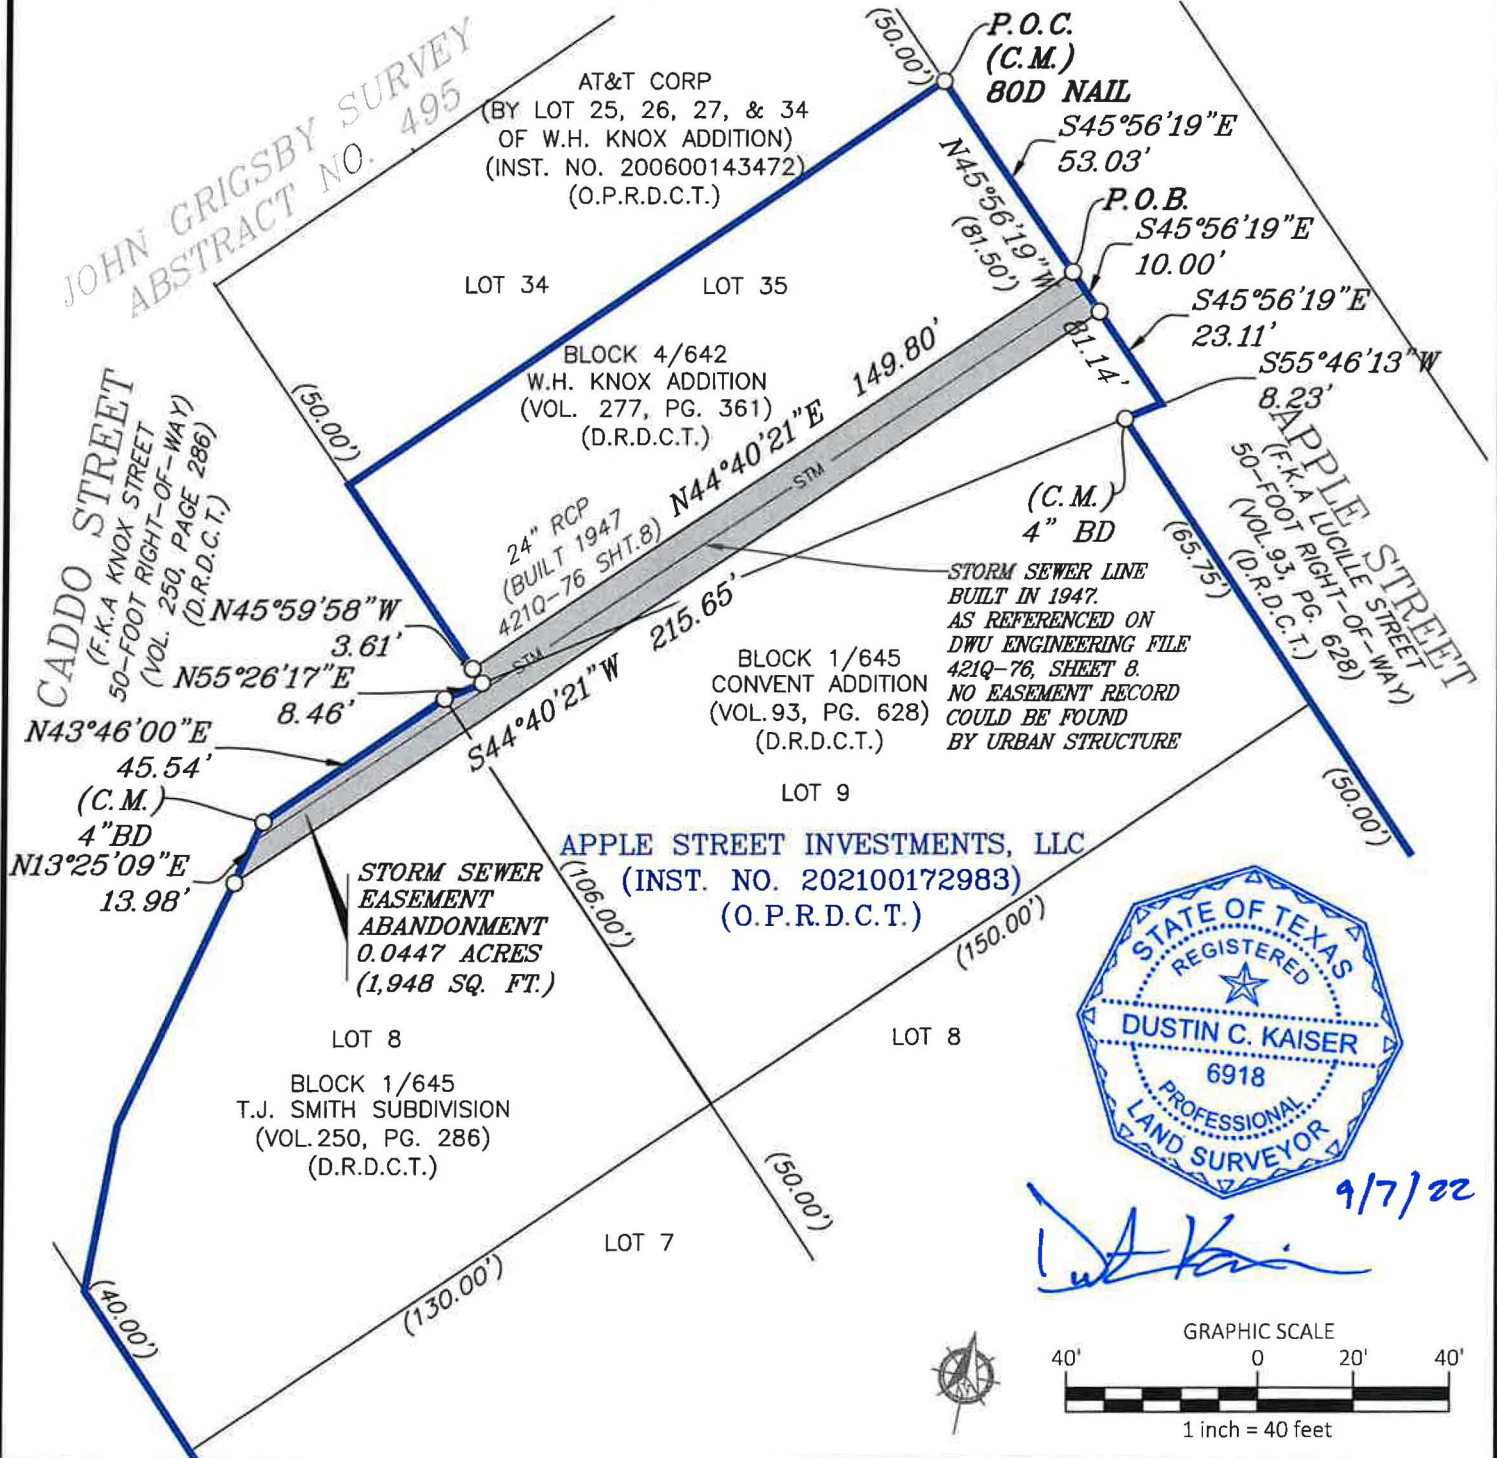 JOHN GRIGSBY SURVEY
ABSTRACT NO. 495
AT&T CORP
(BY LOT 25, 26, 27, & 34
OF W.H. KNOX ADDITION)
(INST. NO. 200600143472)
(O.P.R.D.C.T.)
(50.00')
P.O.C.
(C.M.)
80D NAIL
S45°56'19"E
53.03'
N45°56'19"W
(81.50')
P.O.B.
S45°56'19"E
10.00'
S45°56'19"E
23.11'
81.14'
S55°46'13"W
8.23'
LOT 34
LOT 35
BLOCK 4/642
W.H. KNOX ADDITION
(VOL. 277, PG. 361)
(D.R.D.C.T.)
(50.00')
CADDO STREET
(F.K.A KNOX STREET
50-FOOT RIGHT-OF-WAY)
(VOL. 250, PAGE 286)
(D.R.D.C.T.)
N44°40'21"E 149.80'
STM
24" RCP
(BUILT 1947
421Q-76 SHT.8)
APPLE STREET
(F.K.A LUCILLE STREET
50-FOOT RIGHT-OF-WAY)
(VOL.93, PG. 628)
(D.R.D.C.T.)
(C.M.)
4" BD
(65.75')
STORM SEWER LINE
BUILT IN 1947.
AS REFERENCED ON
DWU ENGINEERING FILE
421Q-76, SHEET 8.
NO EASEMENT RECORD
COULD BE FOUND
BY URBAN STRUCTURE
N45°59'58"W
3.61'
N55°26'17"E
8.46'
STM
S44°40'21"W 215.65'
BLOCK 1/645
CONVENT ADDITION
(VOL.93, PG. 628)
(D.R.D.C.T.)
LOT 9
N43°46'00"E
45.54'
(C.M.)
4"BD
N13°25'09"E
13.98'
(50.00')
APPLE STREET INVESTMENTS, LLC
(INST. NO. 202100172983)
(O.P.R.D.C.T.)
STORM SEWER
EASEMENT
ABANDONMENT
0.0447 ACRES
(1,948 SQ. FT.)
(106.00')
(150.00')
LOT 8
BLOCK 1/645
T.J. SMITH SUBDIVISION
(VOL.250, PG. 286)
(D.R.D.C.T.)
LOT 8
STATE OF TEXAS
REGISTERED
DUSTIN C. KAISER
6918
PROFESSIONAL
LAND SURVEYOR
9/7/22
(50.00')
LOT 7
(130.00')
(40.00')
GRAPHIC SCALE
40' 0 20' 40'
1 inch = 40 feet